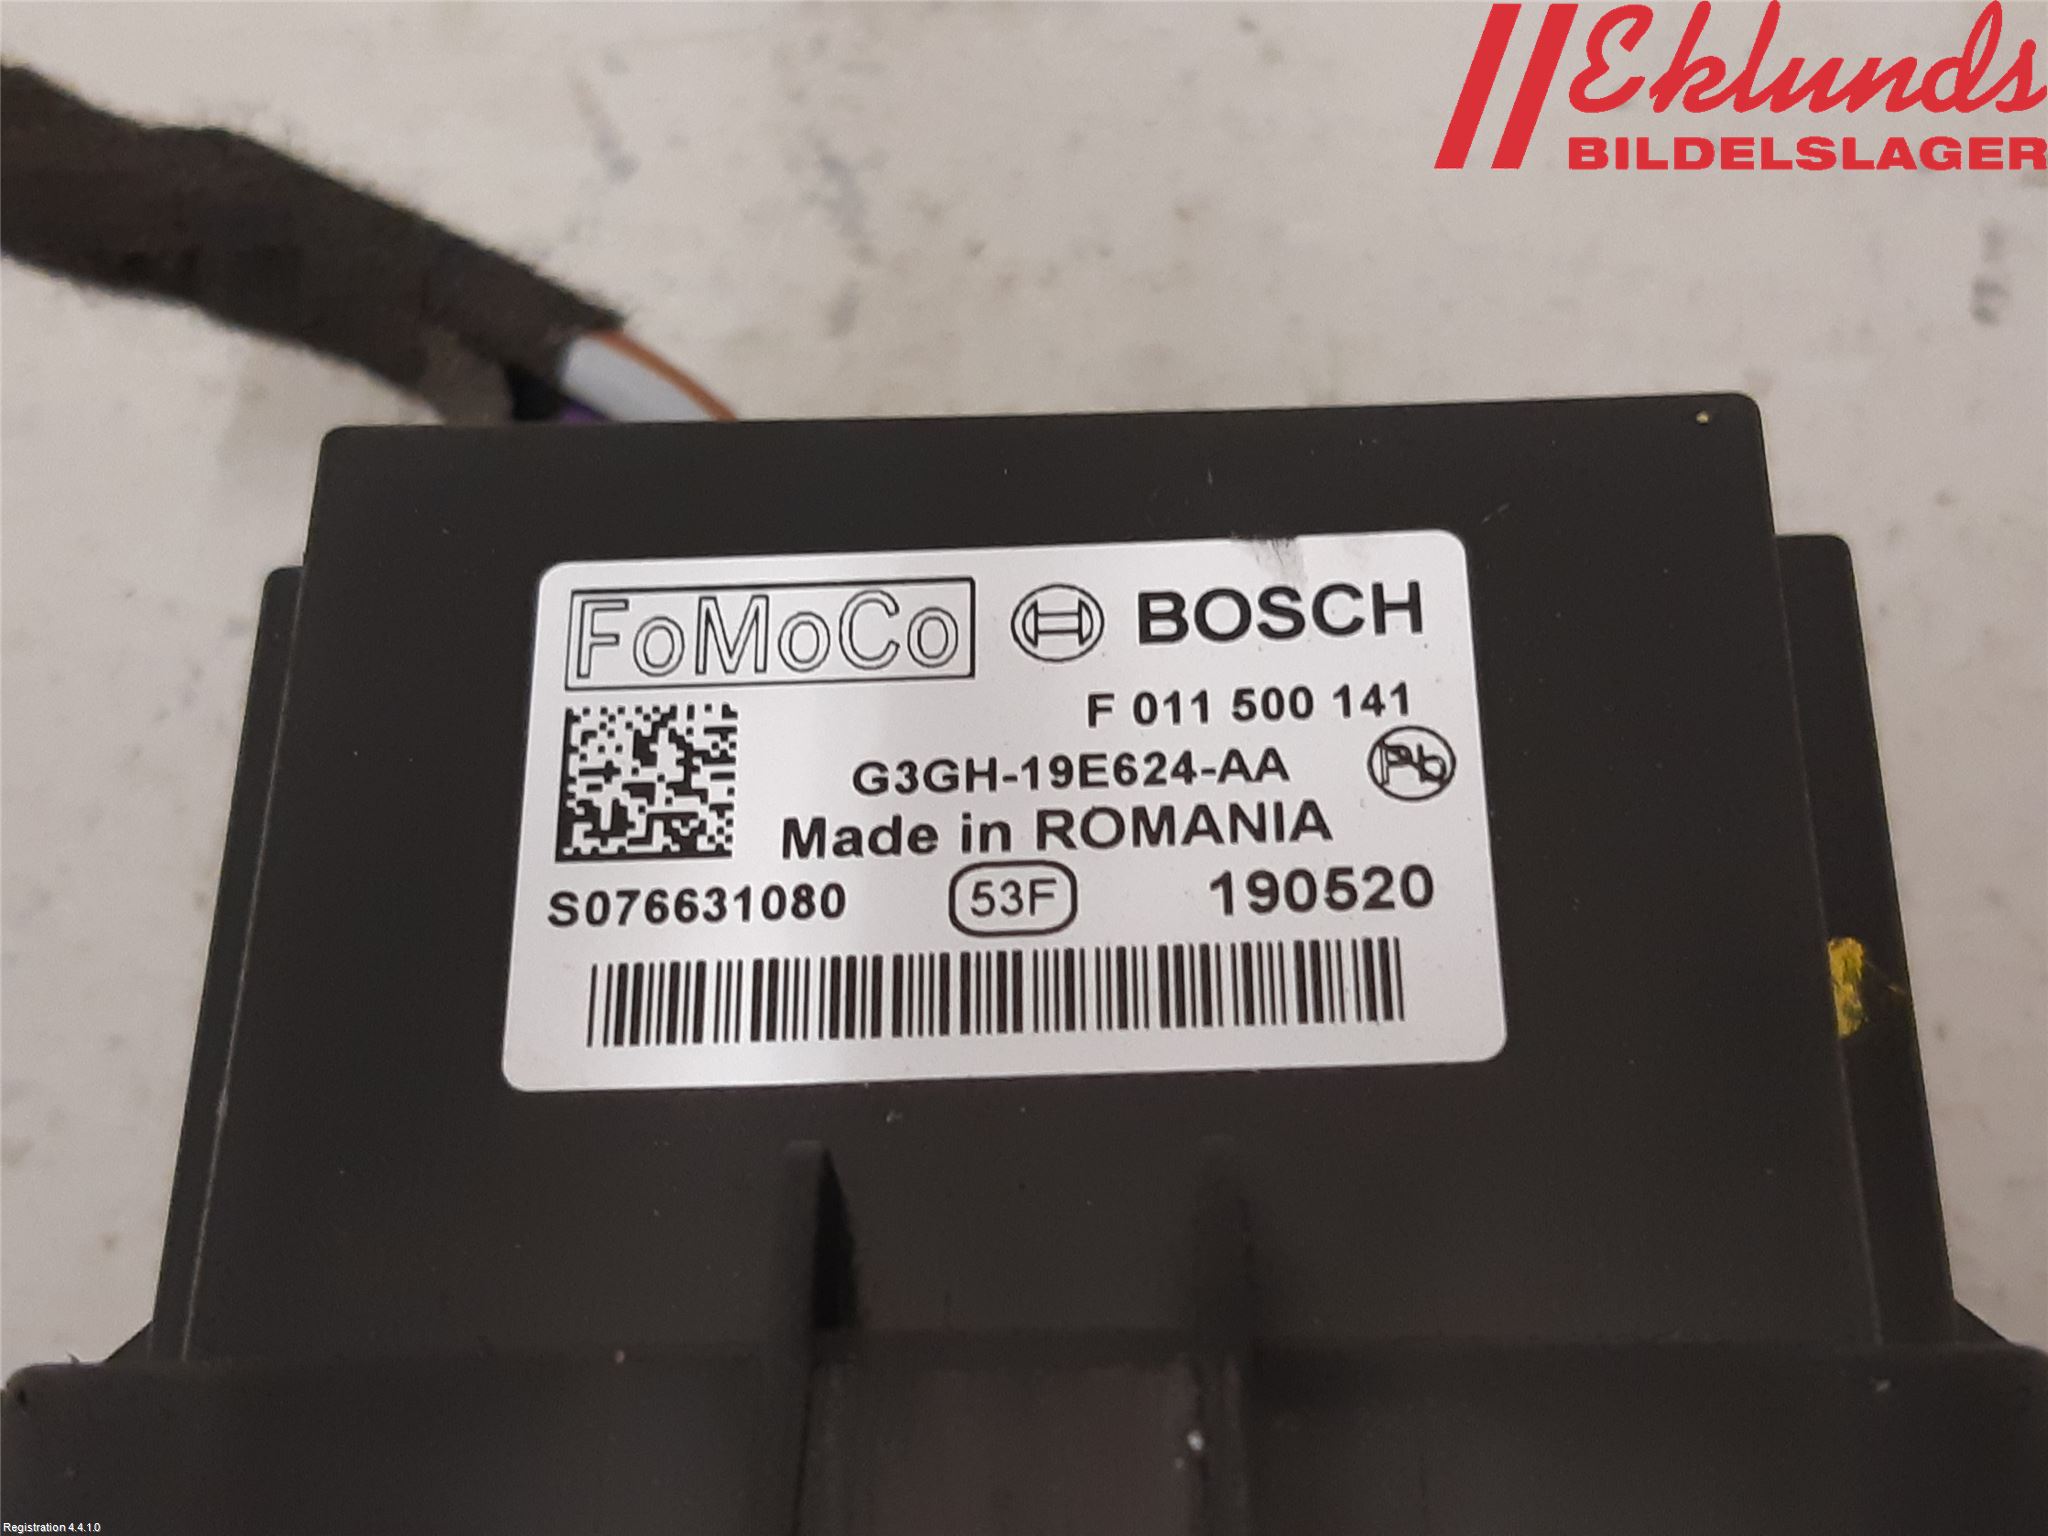 Eklunds
BILDELSLAGER
FoMoCo BOSCH
F 011 500 141
G3GH-19E624-AA Pb
Made in ROMANIA
S076631080 53F 190520
Registration 4.4.1.0